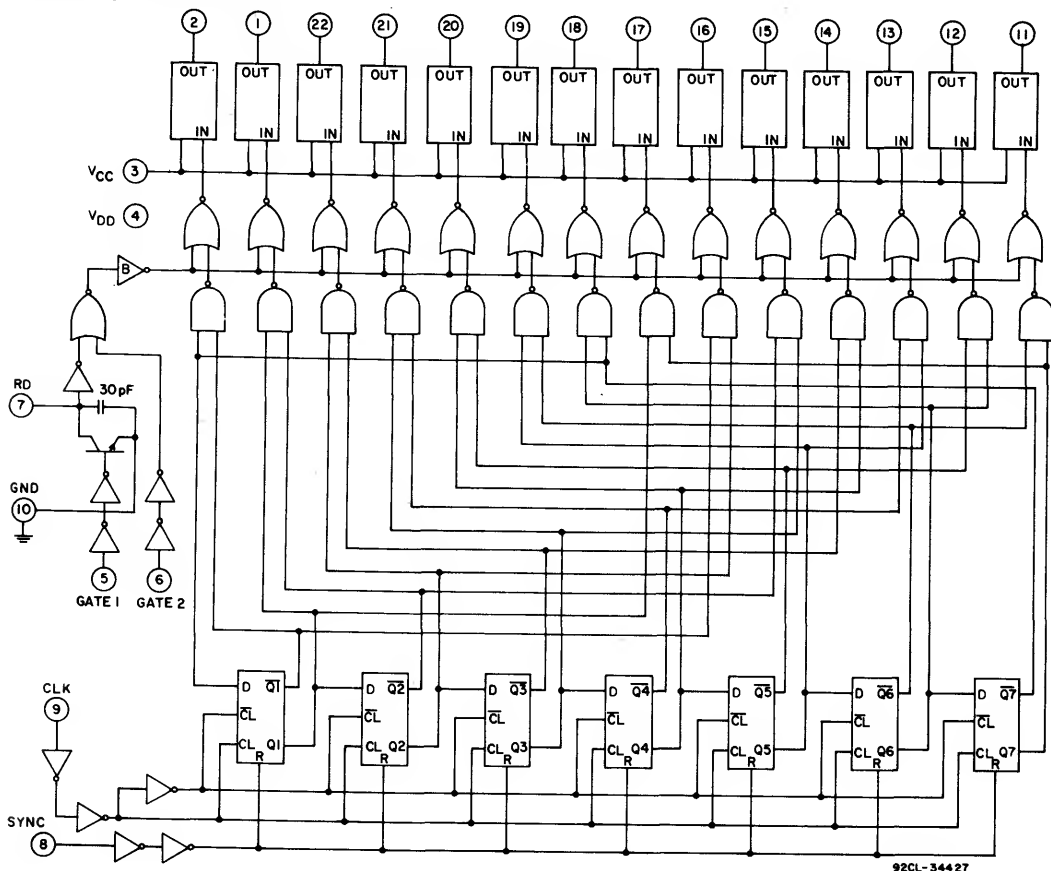 2 1 22 21 20 19 18 17 16 15 14 13 12 11
OUT OUT OUT OUT OUT OUT OUT OUT OUT OUT OUT OUT OUT OUT
IN IN IN IN IN IN IN IN IN IN IN IN IN IN
VCC 3
VDD 4
B
RD
7
30pF
GND
10
5 6
GATE 1 GATE 2
CLK
9
D Q1 D Q2 D Q3 D Q4 D Q5 D Q6 D Q7
CL CL CL CL CL CL CL
CL Q1 CL Q2 CL Q3 CL Q4 CL Q5 CL Q6 CL Q7
R R R R R R R
SYNC
8
92CL-34427